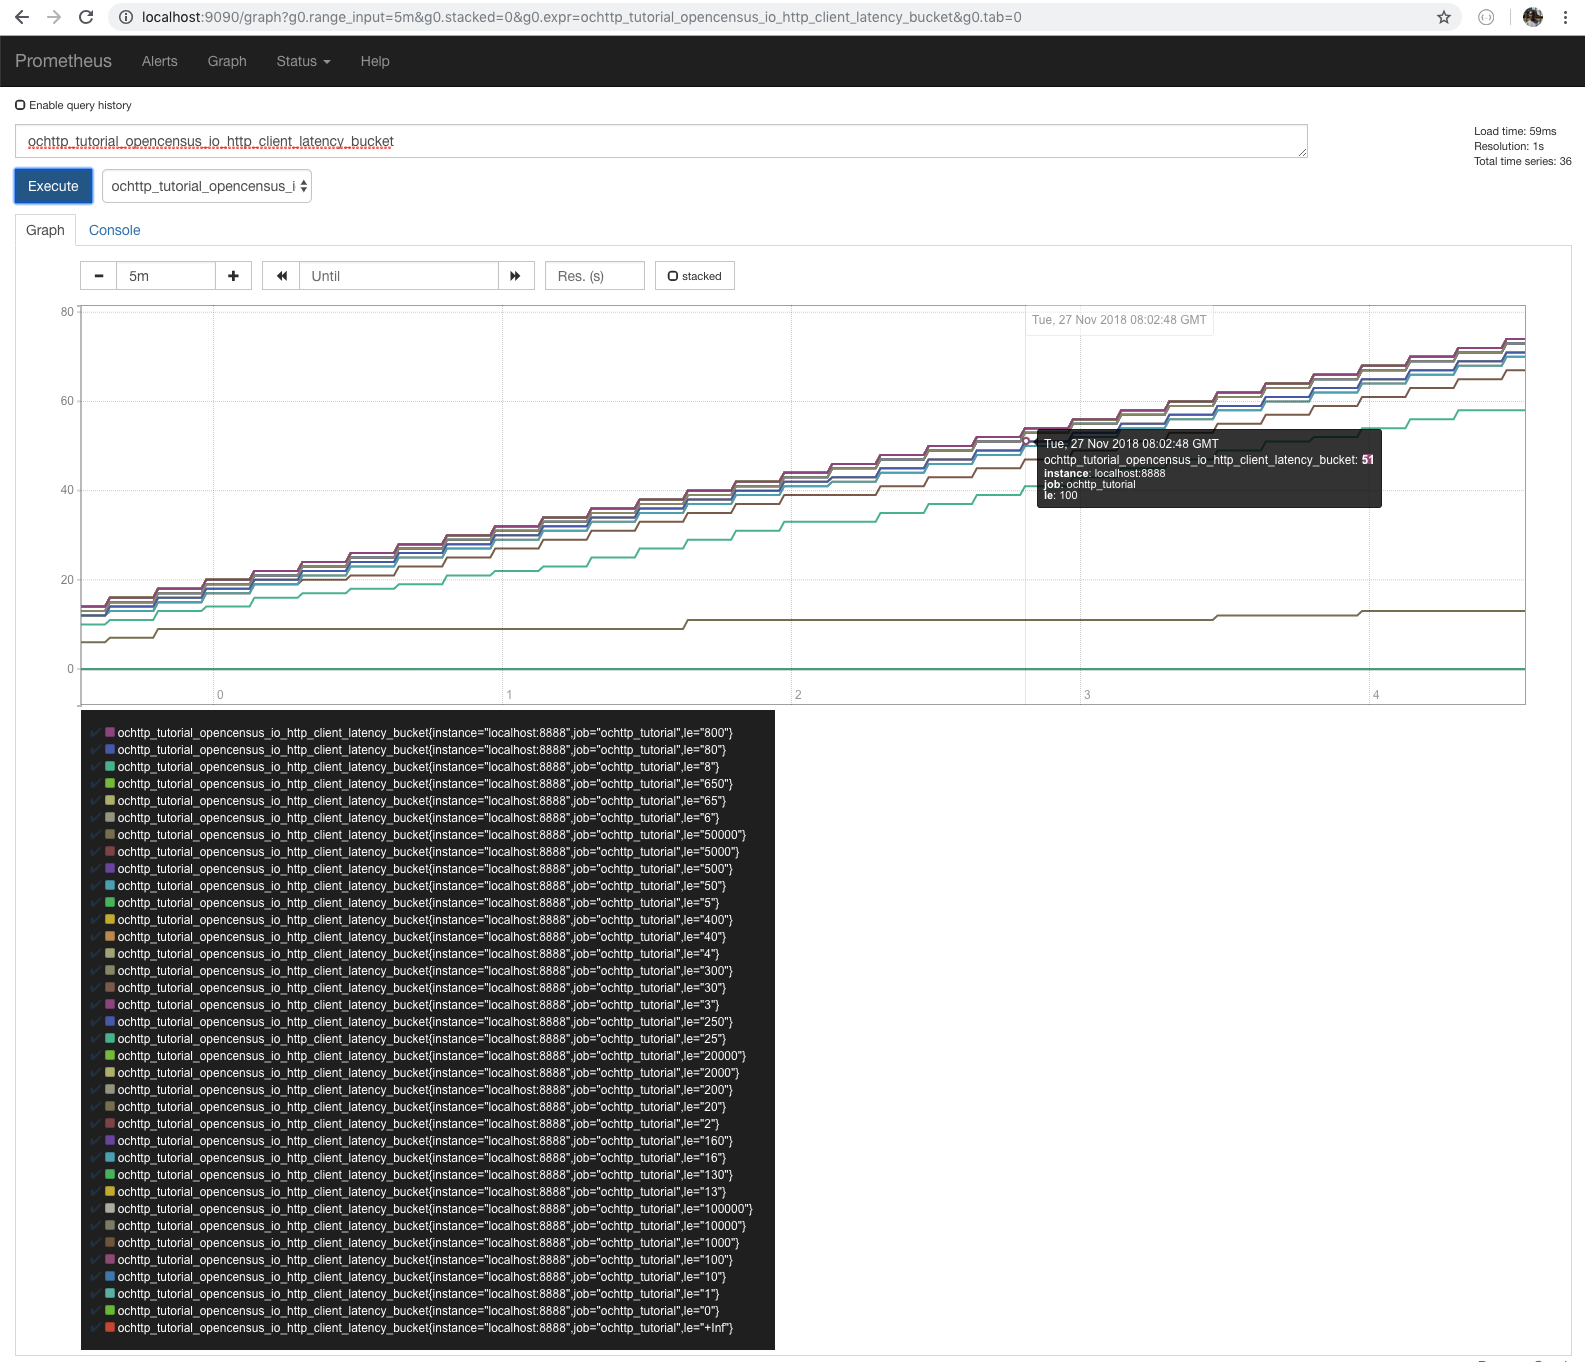 localhost:9090/graph?g0.range_input=5m&g0.stacked=0&g0.expr=ochttp_tutorial_opencensus_io_http_client_latency_bucket&g0.tab=0
Prometheus Alerts Graph Status Help
Enable query history
ochttp_tutorial_opencensus_io_http_client_latency_bucket
Load time: 59ms
Resolution: 1s
Total time series: 36
Execute ochttp_tutorial_opencensus_i
Graph Console
5m Until Res. (s) stacked
80
60
40
20
0
Tue, 27 Nov 2018 08:02:48 GMT
Tue, 27 Nov 2018 08:02:48 GMT
ochttp_tutorial_opencensus_io_http_client_latency_bucket: 51
instance: localhost:8888
job: ochttp_tutorial
le: 100
0 1 2 3 4
ochttp_tutorial_opencensus_io_http_client_latency_bucket{instance="localhost:8888",job="ochttp_tutorial",le="800"}
ochttp_tutorial_opencensus_io_http_client_latency_bucket{instance="localhost:8888",job="ochttp_tutorial",le="80"}
ochttp_tutorial_opencensus_io_http_client_latency_bucket{instance="localhost:8888",job="ochttp_tutorial",le="8"}
ochttp_tutorial_opencensus_io_http_client_latency_bucket{instance="localhost:8888",job="ochttp_tutorial",le="650"}
ochttp_tutorial_opencensus_io_http_client_latency_bucket{instance="localhost:8888",job="ochttp_tutorial",le="65"}
ochttp_tutorial_opencensus_io_http_client_latency_bucket{instance="localhost:8888",job="ochttp_tutorial",le="6"}
ochttp_tutorial_opencensus_io_http_client_latency_bucket{instance="localhost:8888",job="ochttp_tutorial",le="50000"}
ochttp_tutorial_opencensus_io_http_client_latency_bucket{instance="localhost:8888",job="ochttp_tutorial",le="5000"}
ochttp_tutorial_opencensus_io_http_client_latency_bucket{instance="localhost:8888",job="ochttp_tutorial",le="500"}
ochttp_tutorial_opencensus_io_http_client_latency_bucket{instance="localhost:8888",job="ochttp_tutorial",le="50"}
ochttp_tutorial_opencensus_io_http_client_latency_bucket{instance="localhost:8888",job="ochttp_tutorial",le="5"}
ochttp_tutorial_opencensus_io_http_client_latency_bucket{instance="localhost:8888",job="ochttp_tutorial",le="400"}
ochttp_tutorial_opencensus_io_http_client_latency_bucket{instance="localhost:8888",job="ochttp_tutorial",le="40"}
ochttp_tutorial_opencensus_io_http_client_latency_bucket{instance="localhost:8888",job="ochttp_tutorial",le="4"}
ochttp_tutorial_opencensus_io_http_client_latency_bucket{instance="localhost:8888",job="ochttp_tutorial",le="300"}
ochttp_tutorial_opencensus_io_http_client_latency_bucket{instance="localhost:8888",job="ochttp_tutorial",le="30"}
ochttp_tutorial_opencensus_io_http_client_latency_bucket{instance="localhost:8888",job="ochttp_tutorial",le="3"}
ochttp_tutorial_opencensus_io_http_client_latency_bucket{instance="localhost:8888",job="ochttp_tutorial",le="250"}
ochttp_tutorial_opencensus_io_http_client_latency_bucket{instance="localhost:8888",job="ochttp_tutorial",le="25"}
ochttp_tutorial_opencensus_io_http_client_latency_bucket{instance="localhost:8888",job="ochttp_tutorial",le="20000"}
ochttp_tutorial_opencensus_io_http_client_latency_bucket{instance="localhost:8888",job="ochttp_tutorial",le="2000"}
ochttp_tutorial_opencensus_io_http_client_latency_bucket{instance="localhost:8888",job="ochttp_tutorial",le="200"}
ochttp_tutorial_opencensus_io_http_client_latency_bucket{instance="localhost:8888",job="ochttp_tutorial",le="20"}
ochttp_tutorial_opencensus_io_http_client_latency_bucket{instance="localhost:8888",job="ochttp_tutorial",le="2"}
ochttp_tutorial_opencensus_io_http_client_latency_bucket{instance="localhost:8888",job="ochttp_tutorial",le="160"}
ochttp_tutorial_opencensus_io_http_client_latency_bucket{instance="localhost:8888",job="ochttp_tutorial",le="16"}
ochttp_tutorial_opencensus_io_http_client_latency_bucket{instance="localhost:8888",job="ochttp_tutorial",le="130"}
ochttp_tutorial_opencensus_io_http_client_latency_bucket{instance="localhost:8888",job="ochttp_tutorial",le="13"}
ochttp_tutorial_opencensus_io_http_client_latency_bucket{instance="localhost:8888",job="ochttp_tutorial",le="100000"}
ochttp_tutorial_opencensus_io_http_client_latency_bucket{instance="localhost:8888",job="ochttp_tutorial",le="10000"}
ochttp_tutorial_opencensus_io_http_client_latency_bucket{instance="localhost:8888",job="ochttp_tutorial",le="1000"}
ochttp_tutorial_opencensus_io_http_client_latency_bucket{instance="localhost:8888",job="ochttp_tutorial",le="100"}
ochttp_tutorial_opencensus_io_http_client_latency_bucket{instance="localhost:8888",job="ochttp_tutorial",le="10"}
ochttp_tutorial_opencensus_io_http_client_latency_bucket{instance="localhost:8888",job="ochttp_tutorial",le="1"}
ochttp_tutorial_opencensus_io_http_client_latency_bucket{instance="localhost:8888",job="ochttp_tutorial",le="0"}
ochttp_tutorial_opencensus_io_http_client_latency_bucket{instance="localhost:8888",job="ochttp_tutorial",le="+Inf"}